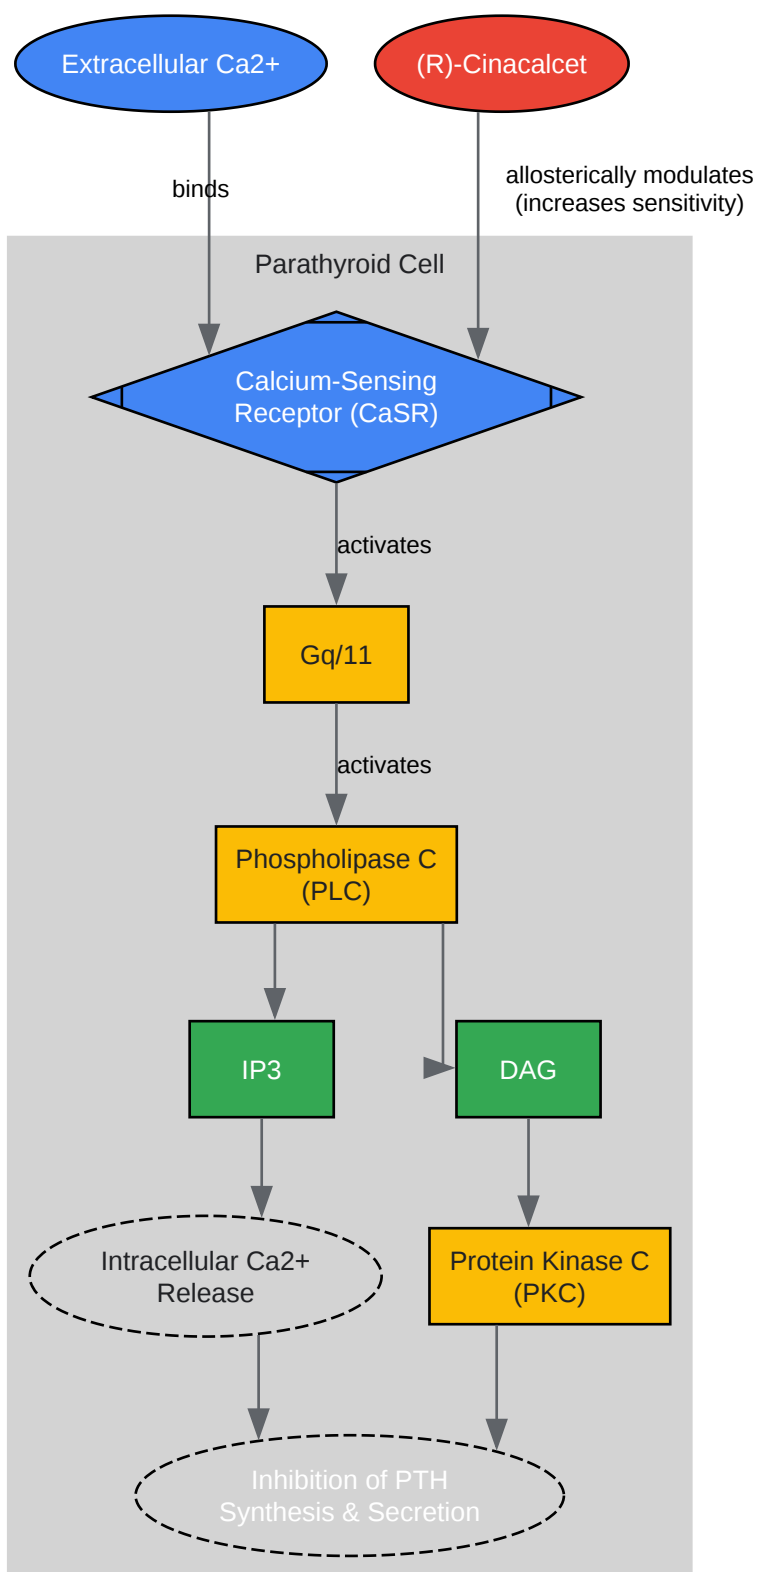 Extracellular Ca2+
(R)-Cinacalcet
binds
allosterically modulates
(increases sensitivity)
Parathyroid Cell
Calcium-Sensing
Receptor (CaSR)
activates
Gq/11
activates
Phospholipase C
(PLC)
IP3
DAG
Intracellular Ca2+
Release
Protein Kinase C
(PKC)
Inhibition of PTH
Synthesis & Secretion